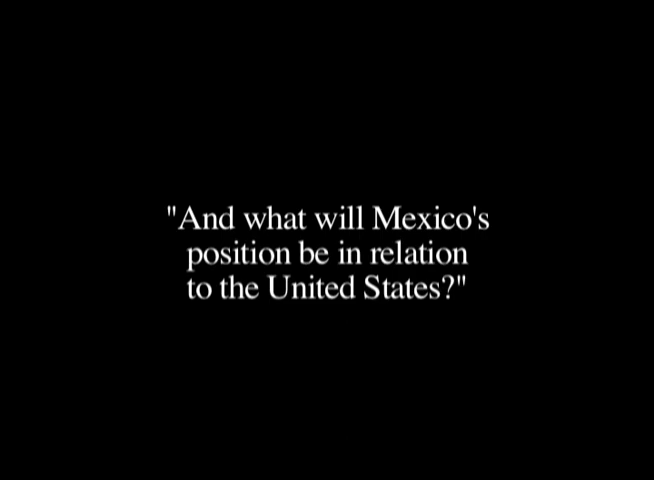 "And what will Mexico's
position be in relation
to the United States?"